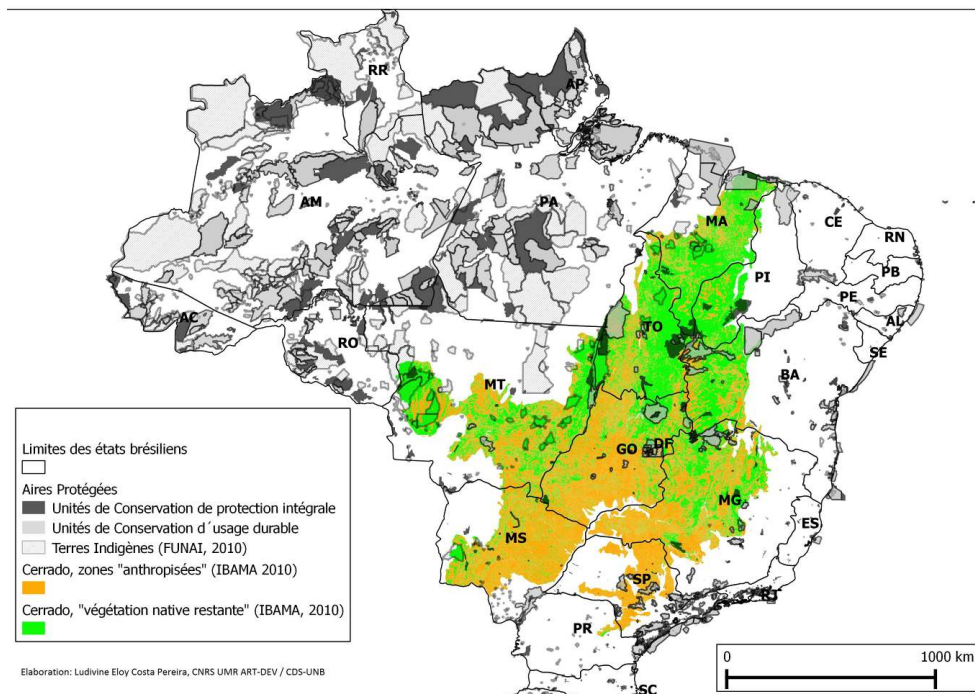 RR
AP
AM
PA
MA
CE
RN
PB
PI
PE
AC
AL
TO
SE
RO
BA
MT
GO
DF
MG
ES
MS
SP
RJ
PR
SC
Limites des états brésiliens
Aires Protégées
Unités de Conservation de protection intégrale
Unités de Conservation d´usage durable
Terres Indigènes (FUNAI, 2010)
Cerrado, zones "anthropisées" (IBAMA 2010)
Cerrado, "végétation native restante" (IBAMA, 2010)
Elaboration: Ludivine Eloy Costa Pereira, CNRS UMR ART-DEV / CDS-UNB
0 1000 km